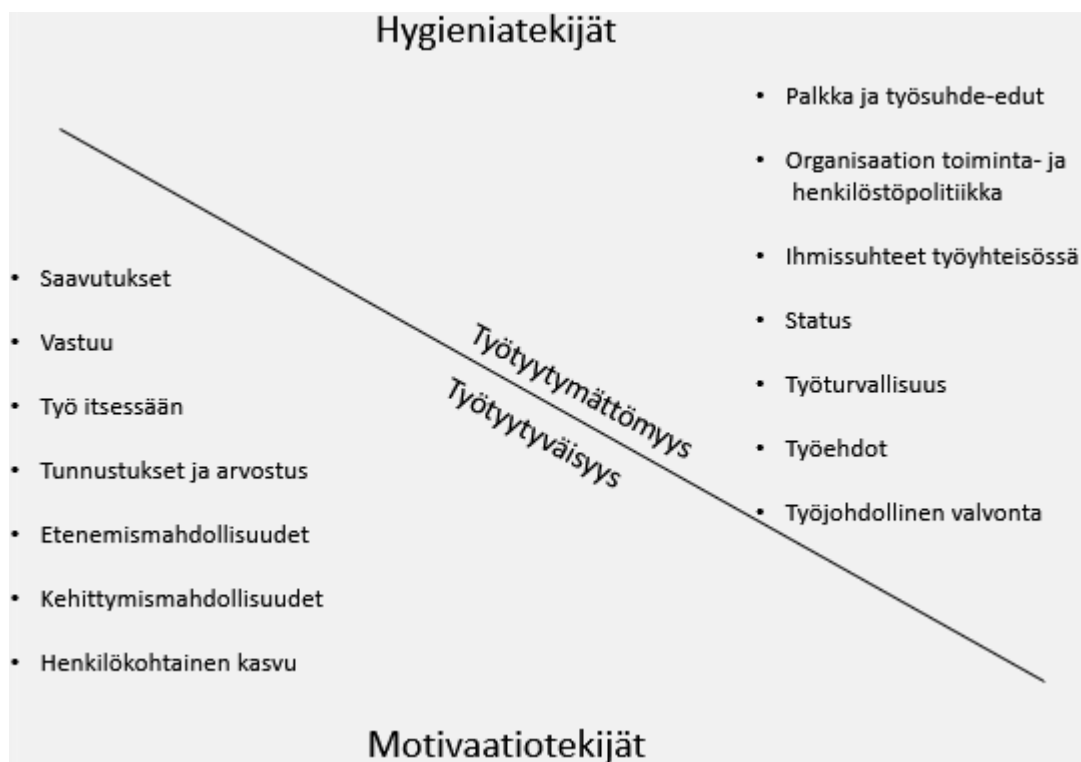 Hygieniatekijät
• Palkka ja työsuhde-edut
• Organisaation toiminta- ja
henkilöstöpolitiikka
• Ihmissuhteet työyhteisössä
• Status
• Työturvallisuus
• Työehdot
• Työjohdollinen valvonta
Työtyytymättömyys
Työtyytyväisyys
• Saavutukset
• Vastuu
• Työ itsessään
• Tunnustukset ja arvostus
• Etenemismahdollisuudet
• Kehittymismahdollisuudet
• Henkilökohtainen kasvu
Motivaatiotekijät